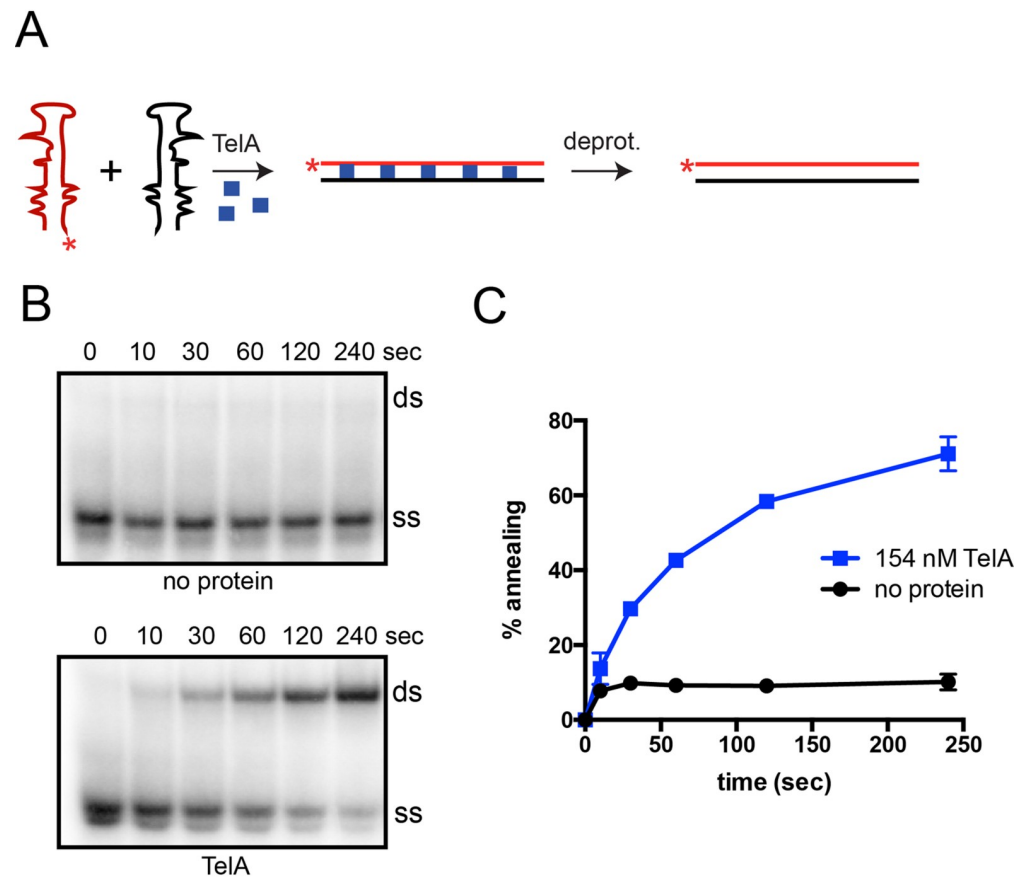 A
*
+
*
TelA
*
deprot.
*
B
0 10 30 60 120 240 sec
ds
ss
no protein
0 10 30 60 120 240 sec
ds
ss
TelA
C
80
60
40
20
0
% annealing
0 50 100 150 200 250
time (sec)
154 nM TelA
no protein